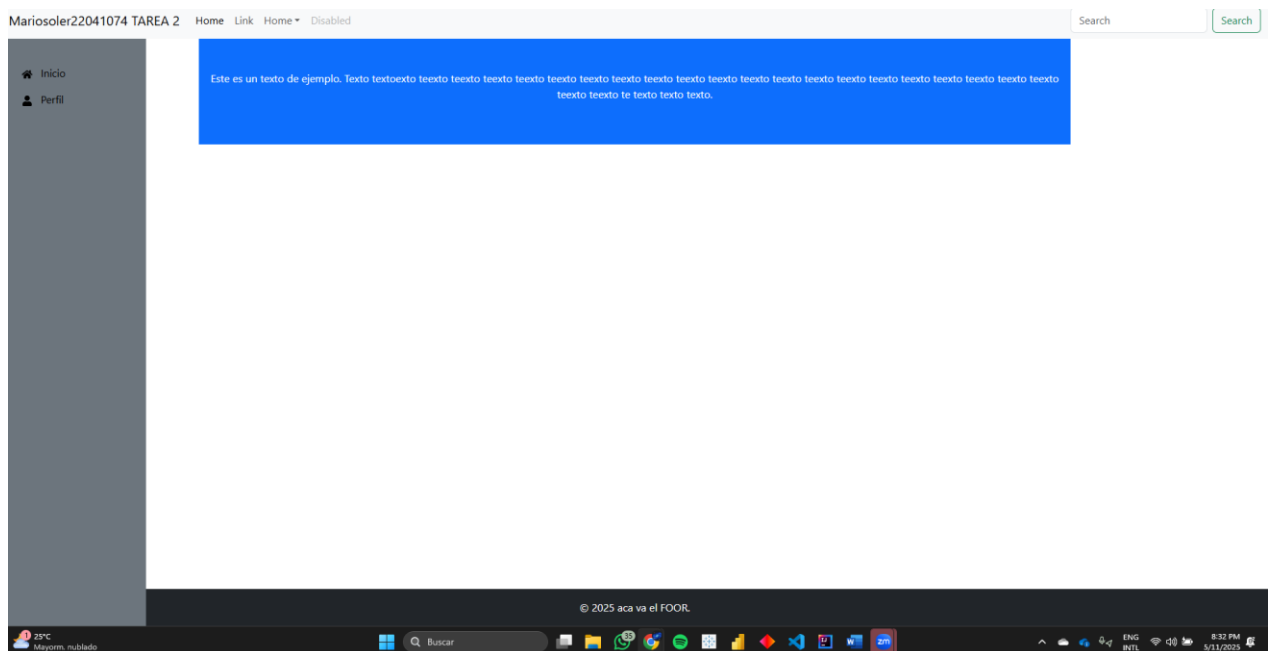 Mariosoler22041074 TAREA 2 Home Link Home Disabled Search Search
Inicio
Perfil
Este es un texto de ejemplo. Texto textoexto teexto teexto teexto teexto teexto teexto teexto teexto teexto teexto teexto teexto teexto teexto teexto teexto teexto teexto teexto
teexto teexto te texto texto texto.
© 2025 aca va el FOOR.
1
25°C
Mayorm. nublado
Buscar
35
zm
ENG
INTL
8:32 PM
5/11/2025